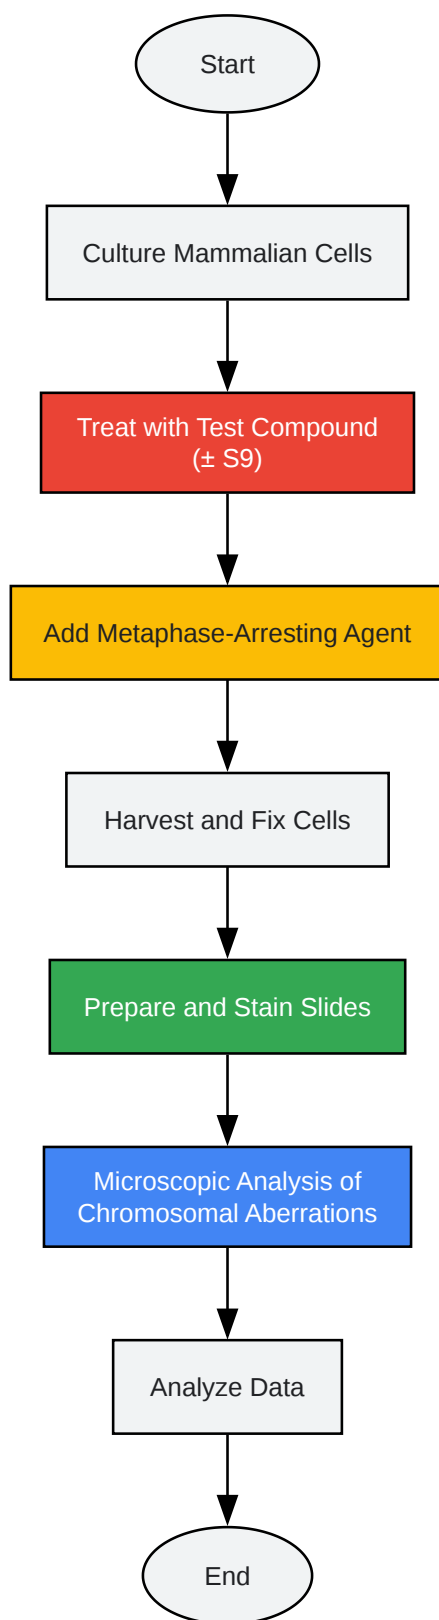 Start
Culture Mammalian Cells
Treat with Test Compound
(± S9)
Add Metaphase-Arresting Agent
Harvest and Fix Cells
Prepare and Stain Slides
Microscopic Analysis of
Chromosomal Aberrations
Analyze Data
End